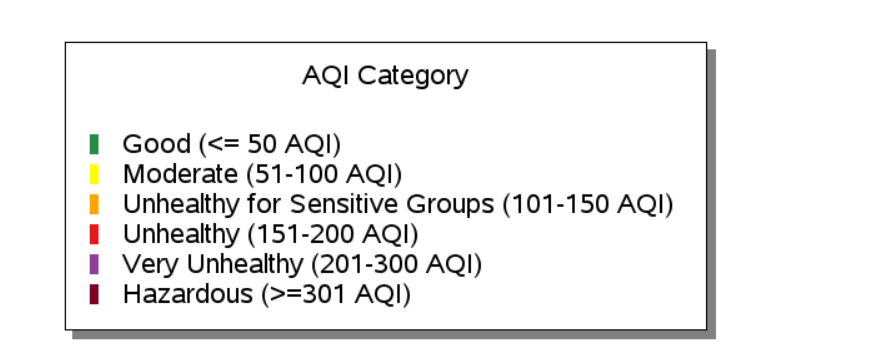 AQI Category
Good (<= 50 AQI)
Moderate (51-100 AQI)
Unhealthy for Sensitive Groups (101-150 AQI)
Unhealthy (151-200 AQI)
Very Unhealthy (201-300 AQI)
Hazardous (>=301 AQI)